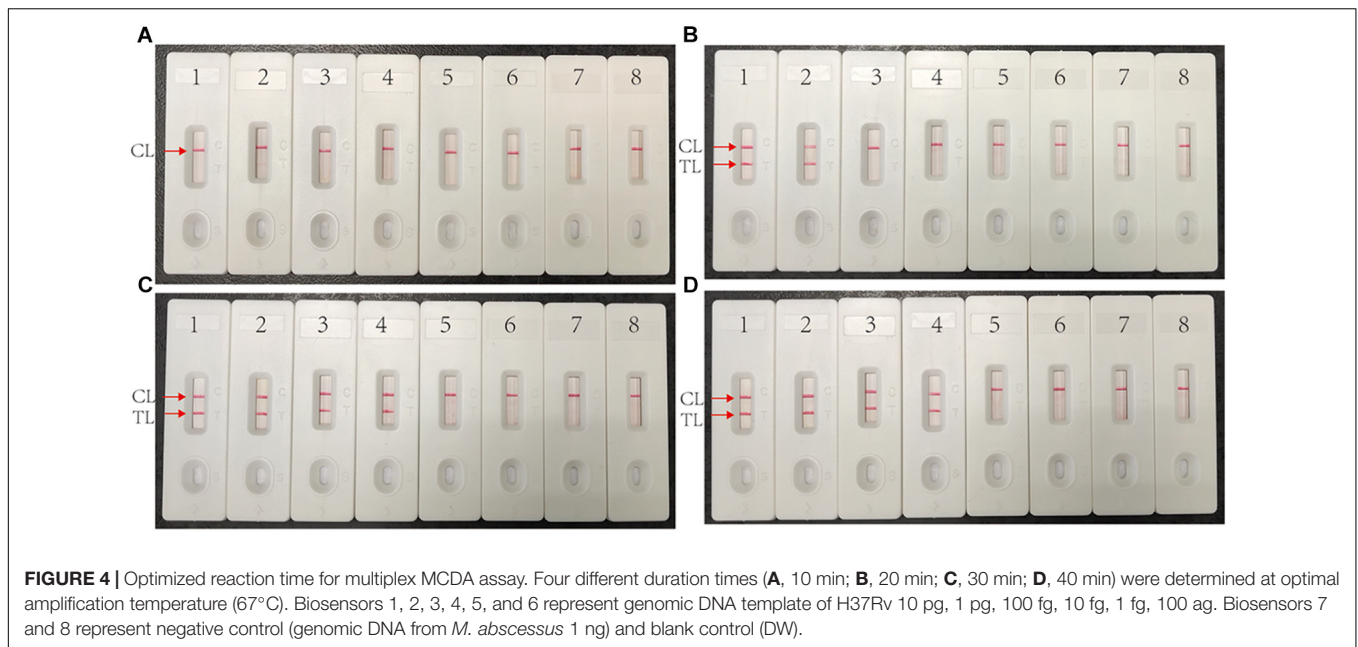 A
B
1 2 3 4 5 6 7 8
1 2 3 4 5 6 7 8
CL
CL
TL
C
D
1 2 3 4 5 6 7 8
1 2 3 4 5 6 7 8
CL
TL
CL
TL
FIGURE 4 | Optimized reaction time for multiplex MCDA assay. Four different duration times (A, 10 min; B, 20 min; C, 30 min; D, 40 min) were determined at optimal
amplification temperature (67°C). Biosensors 1, 2, 3, 4, 5, and 6 represent genomic DNA template of H37Rv 10 pg, 1 pg, 100 fg, 10 fg, 1 fg, 100 ag. Biosensors 7
and 8 represent negative control (genomic DNA from M. abscessus 1 ng) and blank control (DW).